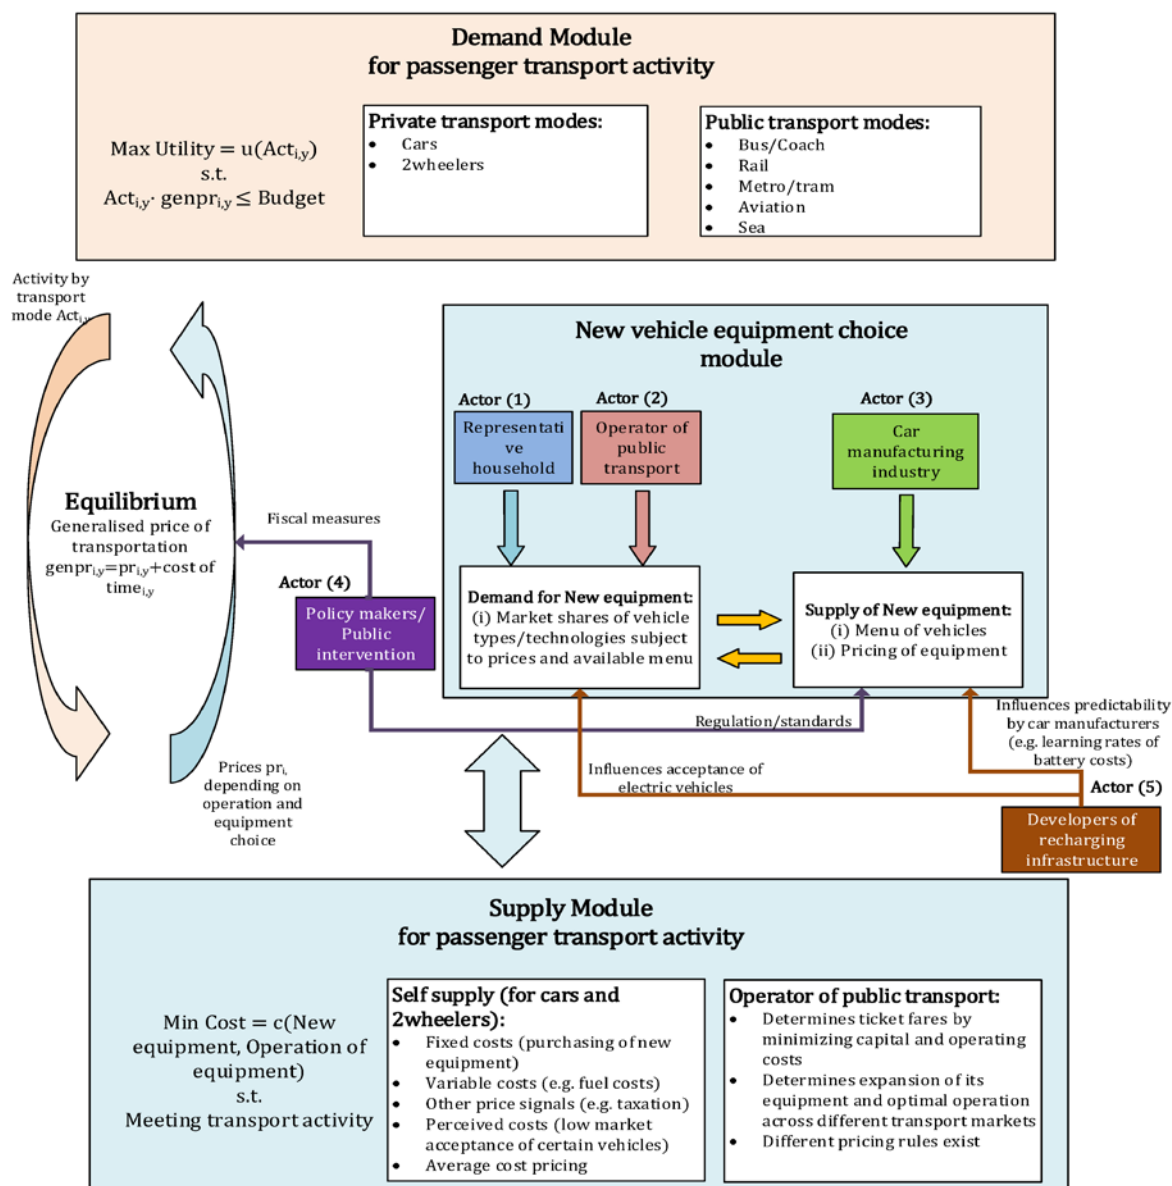 Demand Module
for passenger transport activity
Max Utility = u(Acti,y)
s.t.
Acti,y· genpri,y ≤ Budget
Private transport modes:
• Cars
• 2wheelers
Public transport modes:
• Bus/Coach
• Rail
• Metro/tram
• Aviation
• Sea
Activity by
transport
mode Acti,y
Equilibrium
Generalised price of
transportation
genpri,y=pri,y+cost of
timei,y
Prices pri,
depending on
operation and
equipment
choice
Fiscal measures
Actor (4)
Policy makers/
Public
intervention
New vehicle equipment choice
module
Actor (1)
Representati
ve
household
Actor (2)
Operator of
public
transport
Actor (3)
Car
manufacturing
industry
Demand for New equipment:
(i) Market shares of vehicle
types/technologies subject
to prices and available menu
Supply of New equipment:
(i) Menu of vehicles
(ii) Pricing of equipment
Regulation/standards
Influences acceptance of
electric vehicles
Influences predictability
by car manufacturers
(e.g. learning rates of
battery costs)
Actor (5)
Developers of
recharging
infrastructure
Supply Module
for passenger transport activity
Min Cost = c(New
equipment, Operation of
equipment)
s.t.
Meeting transport activity
Self supply (for cars and
2wheelers):
• Fixed costs (purchasing of new
equipment)
• Variable costs (e.g. fuel costs)
• Other price signals (e.g. taxation)
• Perceived costs (low market
acceptance of certain vehicles)
• Average cost pricing
Operator of public transport:
• Determines ticket fares by
minimizing capital and operating
costs
• Determines expansion of its
equipment and optimal operation
across different transport markets
• Different pricing rules exist